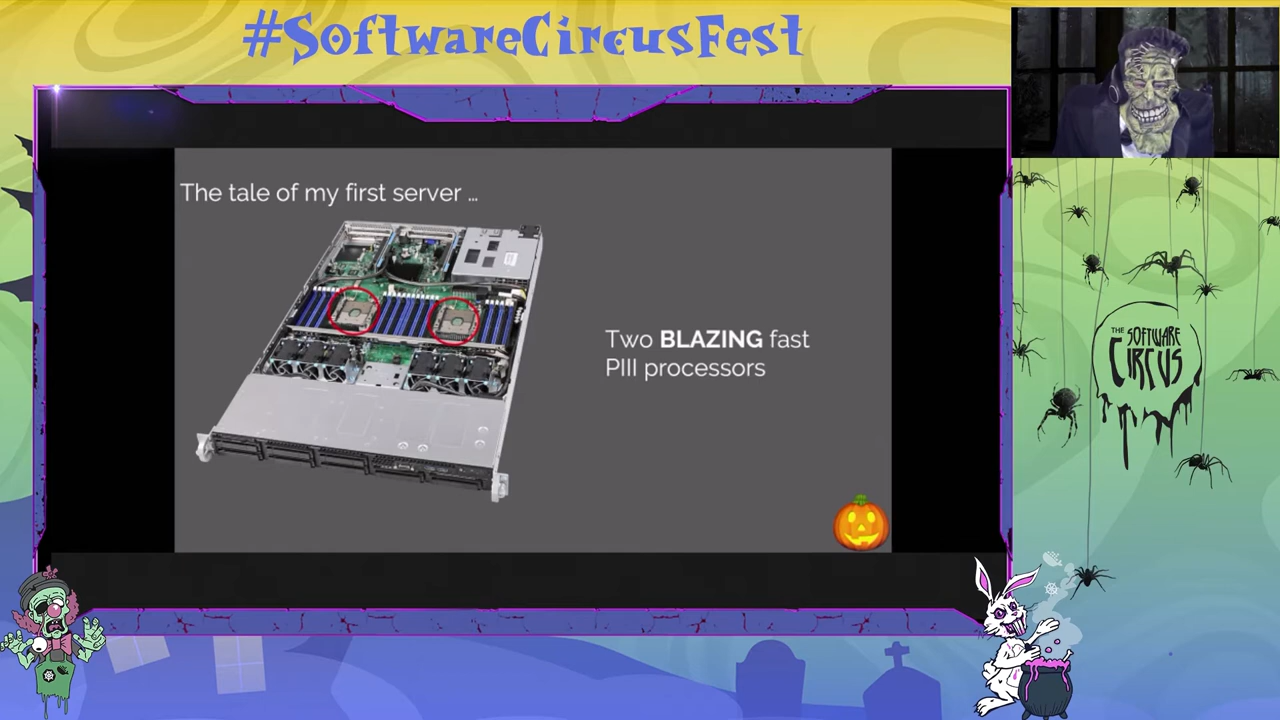 #SoftwareCircusFest
The tale of my first server ...
Two BLAZING fast
PIII processors
THE SOFTWARE
CIRCUS